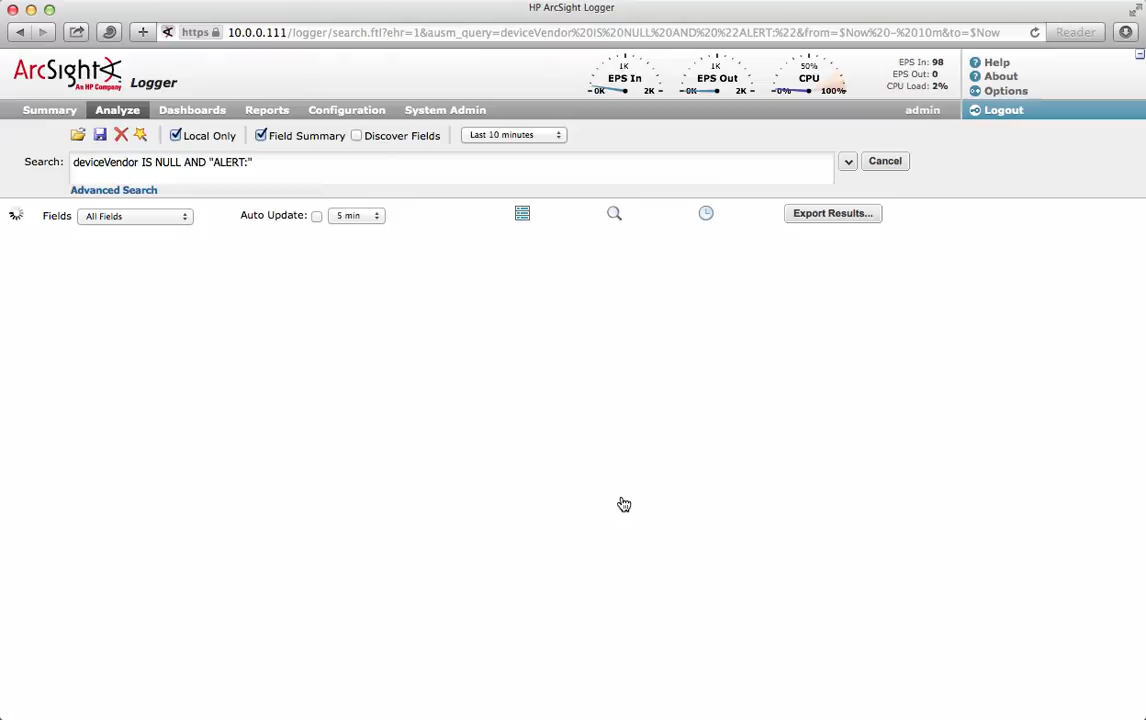 HP ArcSight Logger
https 10.0.0.111/logger/search.ftl?ehr=1&ausm_query=deviceVendor%20IS%20NULL%20AND%20%22ALERT:%22&from=$Now%20-%2010m&to=$Now Reader
ArcSight Logger
An HP Company
1K EPS In 0K 2K
1K EPS Out 0K 2K
50% CPU 0% 100%
EPS In: 98
EPS Out: 0
CPU Load: 2%
Help
About
Options
Summary Analyze Dashboards Reports Configuration System Admin admin Logout
Local Only Field Summary Discover Fields Last 10 minutes
Search: deviceVendor IS NULL AND "ALERT:" Cancel
Advanced Search
Fields All Fields Auto Update: 5 min Export Results...